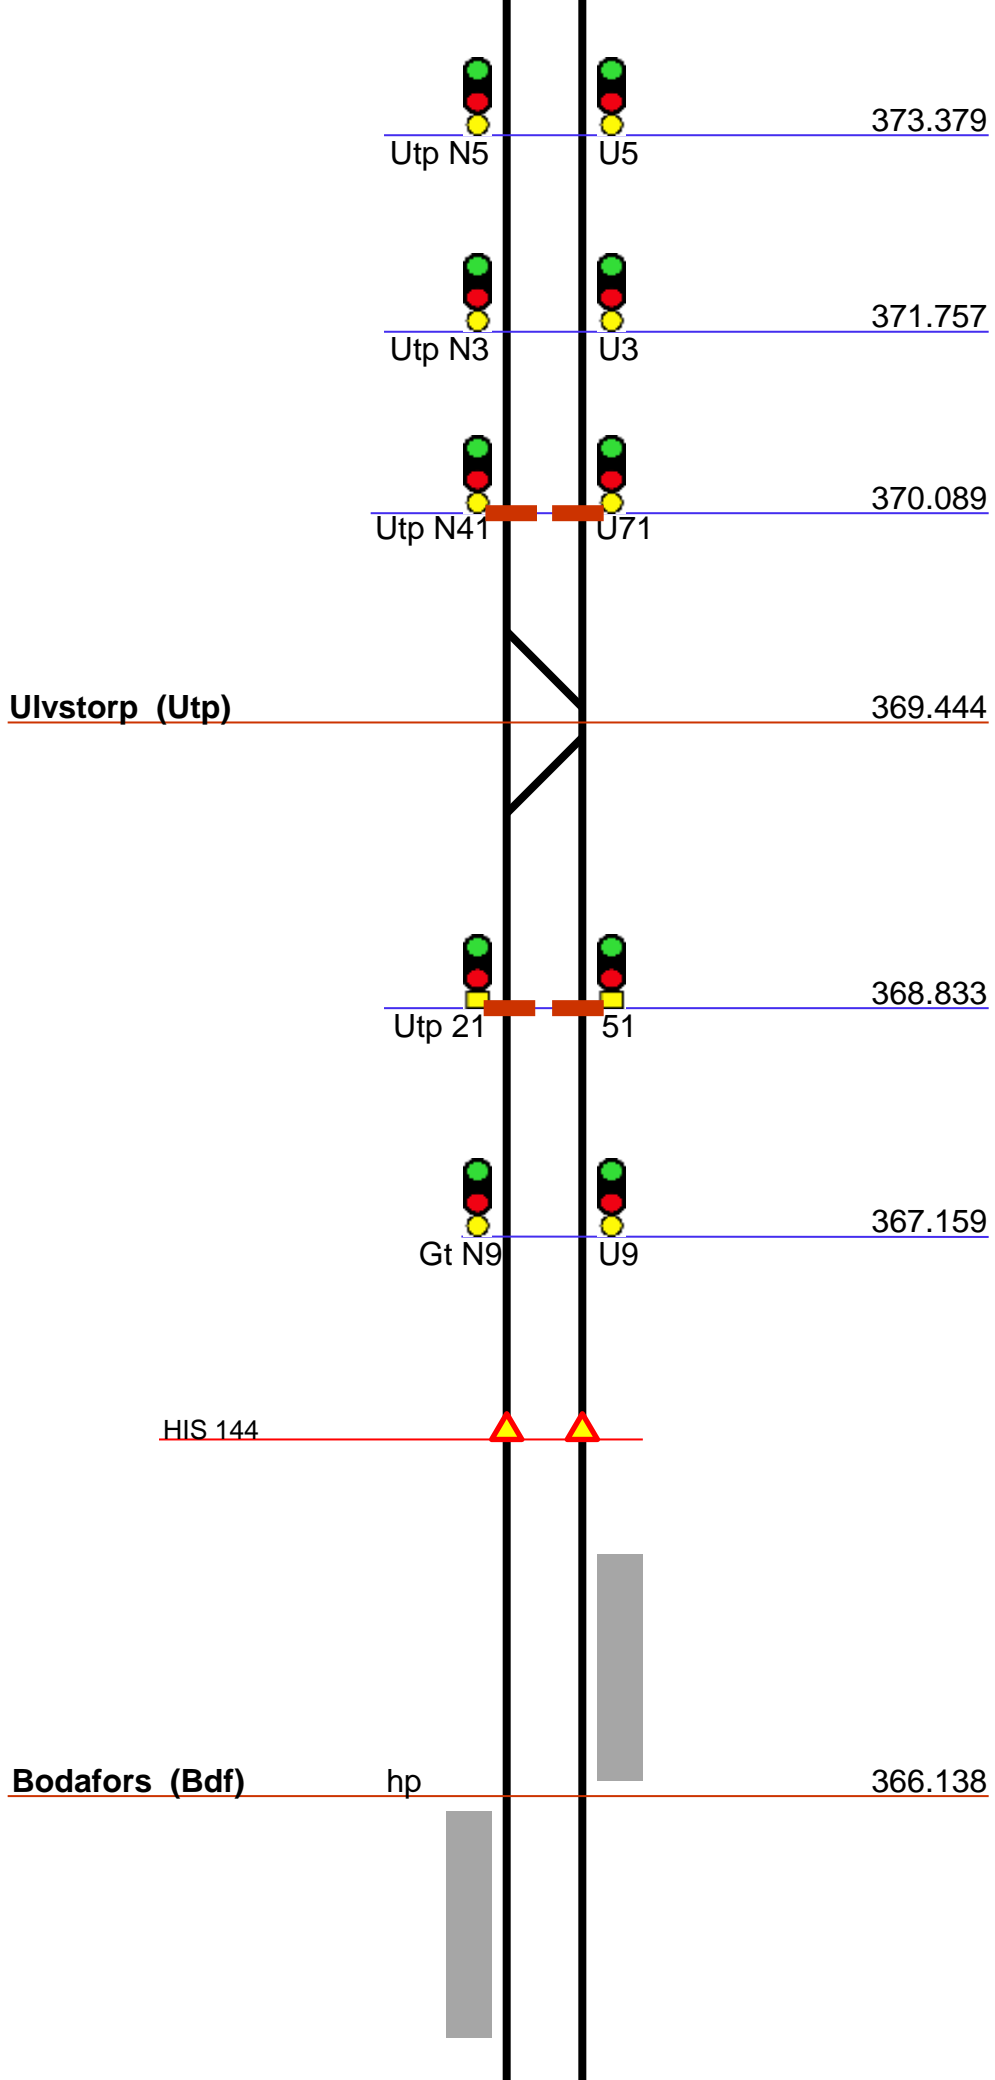 373.379
Utp N5 U5
371.757
Utp N3 U3
370.089
Utp N41 U71
Ulvstorp (Utp) 369.444
368.833
Utp 21 51
367.159
Gt N9 U9
HIS 144
Bodafors (Bdf) hp 366.138